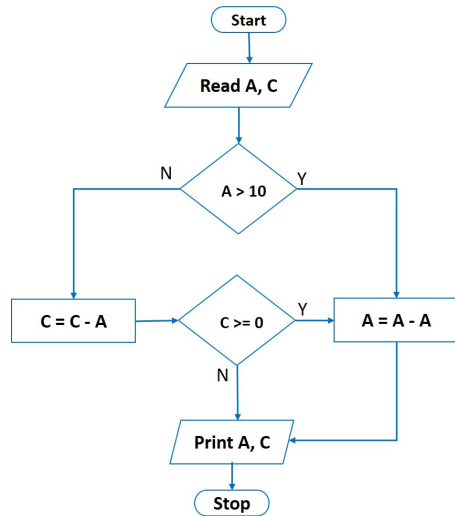 Start
Read A, C
N
Y
A > 10
C = C - A
C >= 0
Y
A = A - A
N
Print A, C
Stop